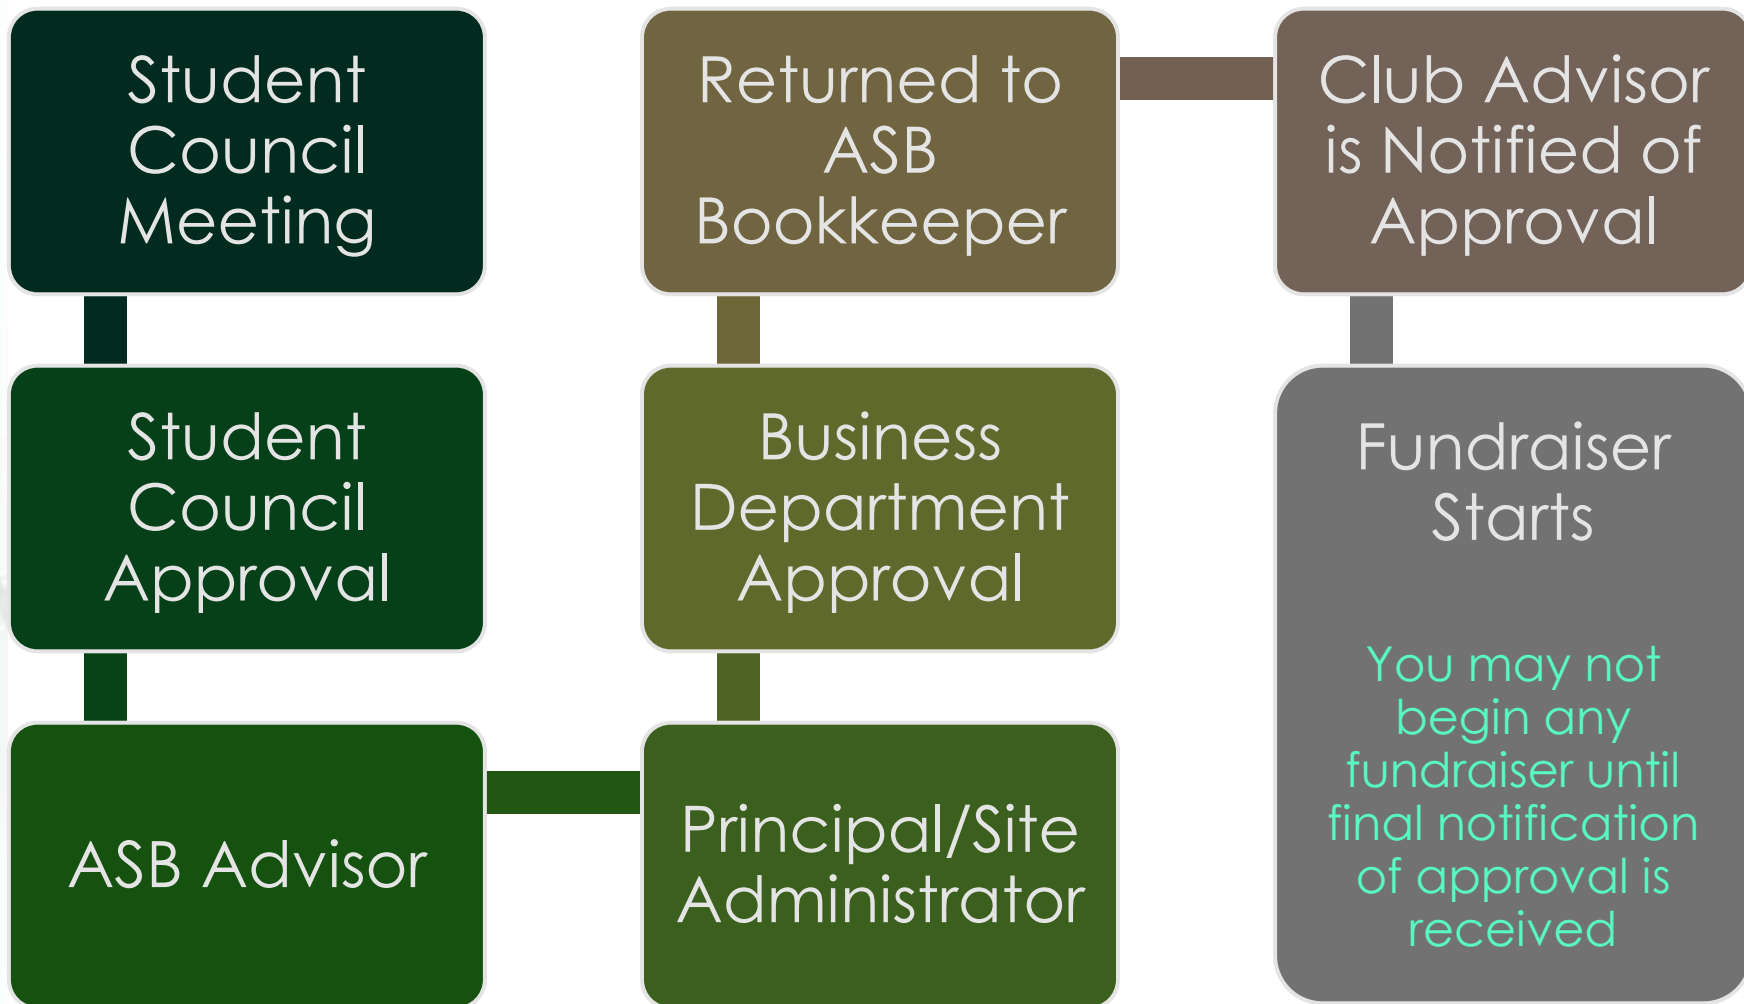 Student
Council
Meeting
Student
Council
Approval
ASB Advisor
Principal/Site
Administrator
Business
Department
Approval
Returned to
ASB
Bookkeeper
Club Advisor
is Notified of
Approval
Fundraiser
Starts
You may not
begin any
fundraiser until
final notification
of approval is
received